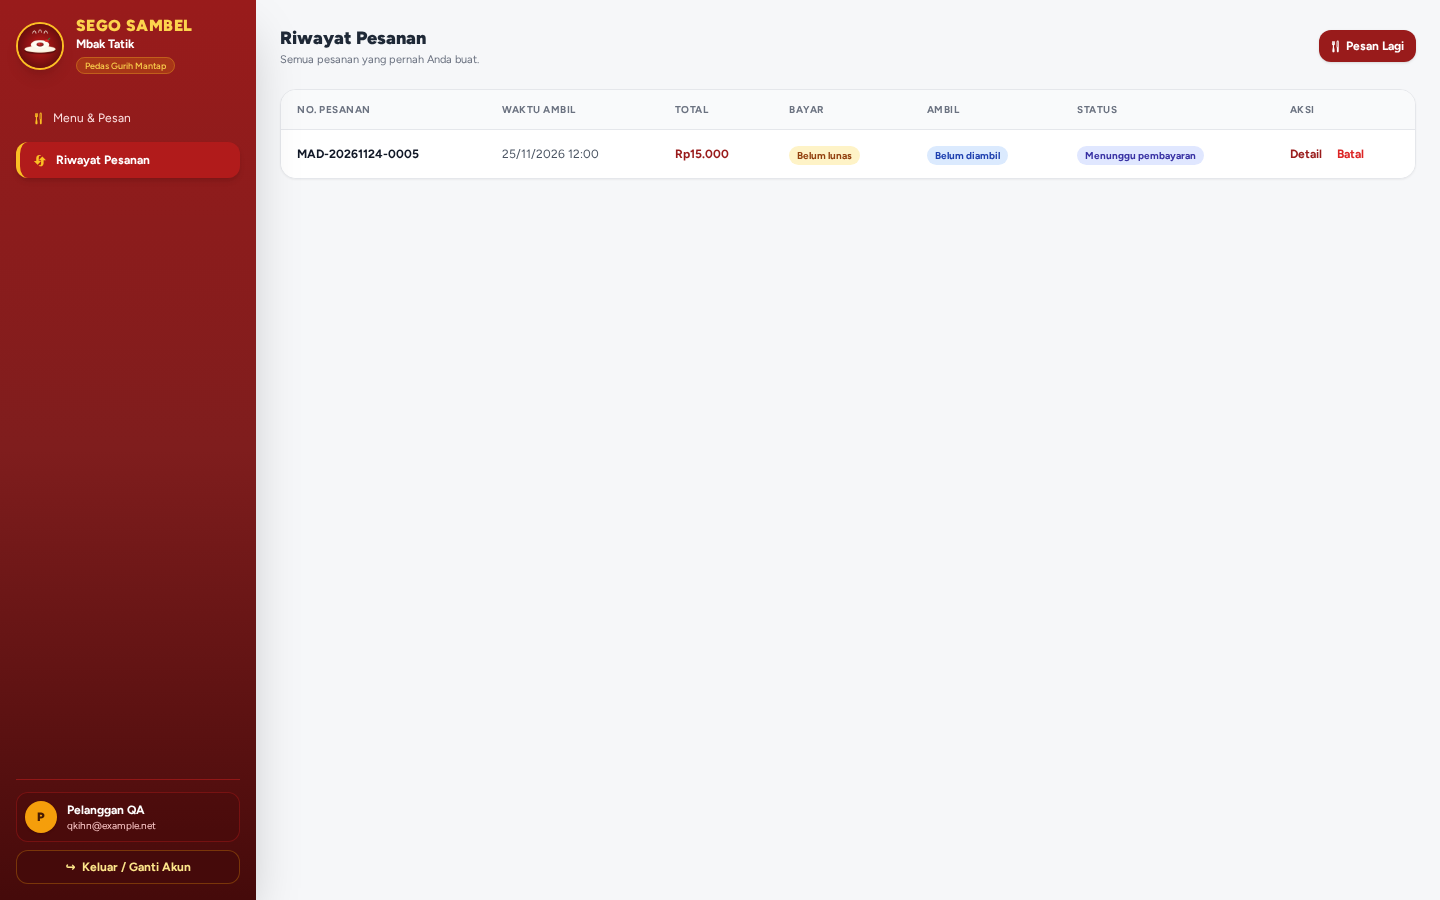 SEGO SAMBEL
Mbak Tatik
Pedas Gurih Mantap
Menu & Pesan
Riwayat Pesanan
Pelanggan QA
P
qkihn@example.net
↪ Keluar / Ganti Akun
Riwayat Pesanan
Semua pesanan yang pernah Anda buat.
Pesan Lagi
NO. PESANAN WAKTU AMBIL TOTAL BAYAR AMBIL STATUS AKSI
MAD-20261124-0005 25/11/2026 12:00 Rp15.000 Belum lunas Belum diambil Menunggu pembayaran Detail Batal